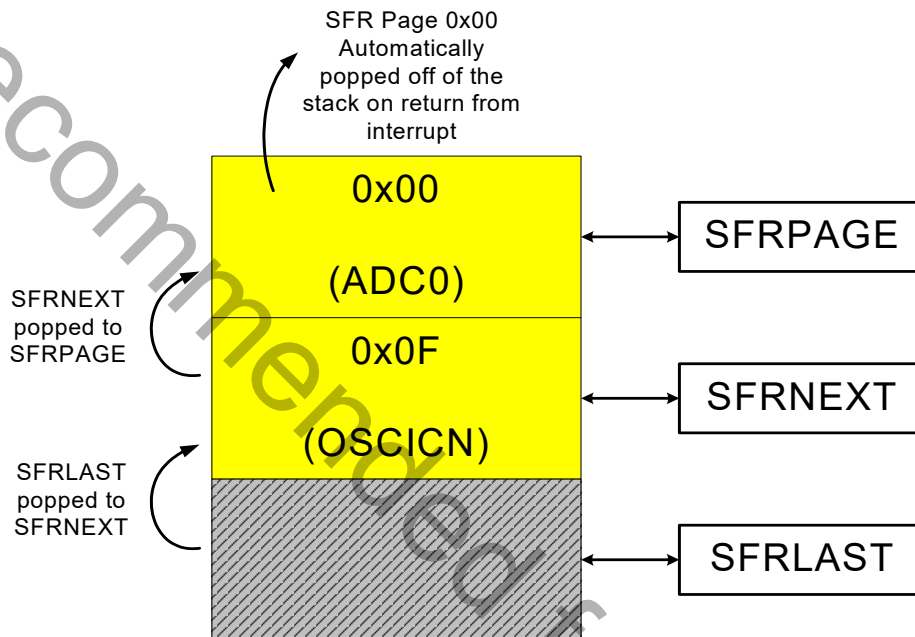 SFR Page 0x00
Automatically
popped off of the
stack on return from
interrupt
0x00
(ADC0)
SFRPAGE
SFRNEXT
popped to
SFRPAGE
0x0F
(OSCICN)
SFRNEXT
SFRLAST
popped to
SFRNEXT
SFRLAST
ecommended f